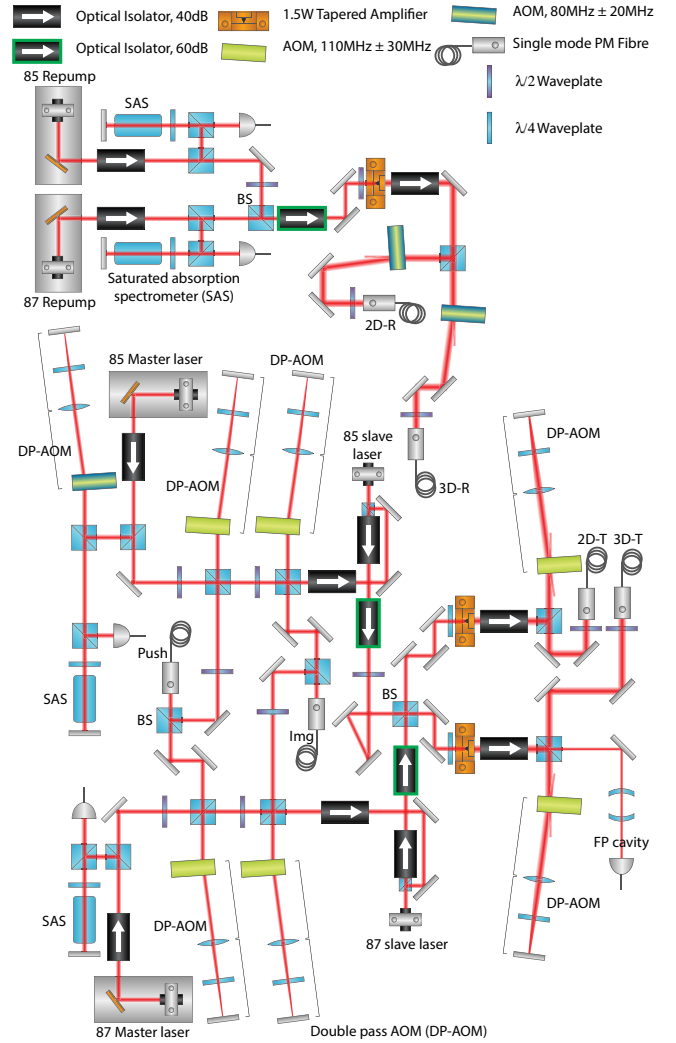 Optical Isolator, 40dB
1.5W Tapered Amplifier
AOM, 80MHz ± 20MHz
Optical Isolator, 60dB
AOM, 110MHz ± 30MHz
Single mode PM Fibre
λ/2 Waveplate
λ/4 Waveplate
85 Repump
SAS
BS
87 Repump
Saturated absorption
spectrometer (SAS)
2D-R
85 Master laser
DP-AOM
DP-AOM
DP-AOM
85 slave
laser
3D-R
DP-AOM
2D-T
3D-T
Push
SAS
BS
Img
BS
FP cavity
SAS
DP-AOM
DP-AOM
87 slave laser
87 Master laser
Double pass AOM (DP-AOM)